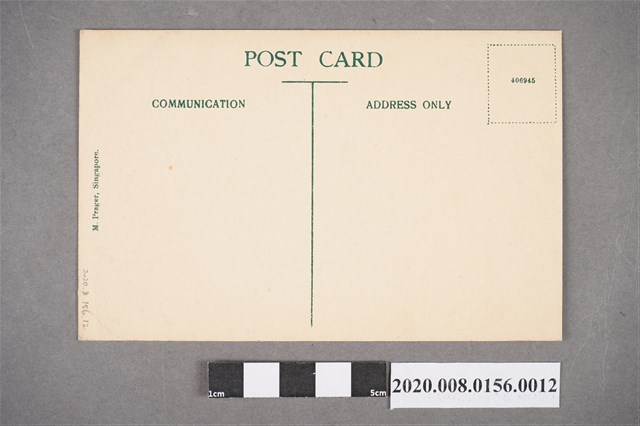 POST CARD
406945
COMMUNICATION
ADDRESS ONLY
M. Prager, Singapore.
1cm
5cm
2020.008.0156.0012